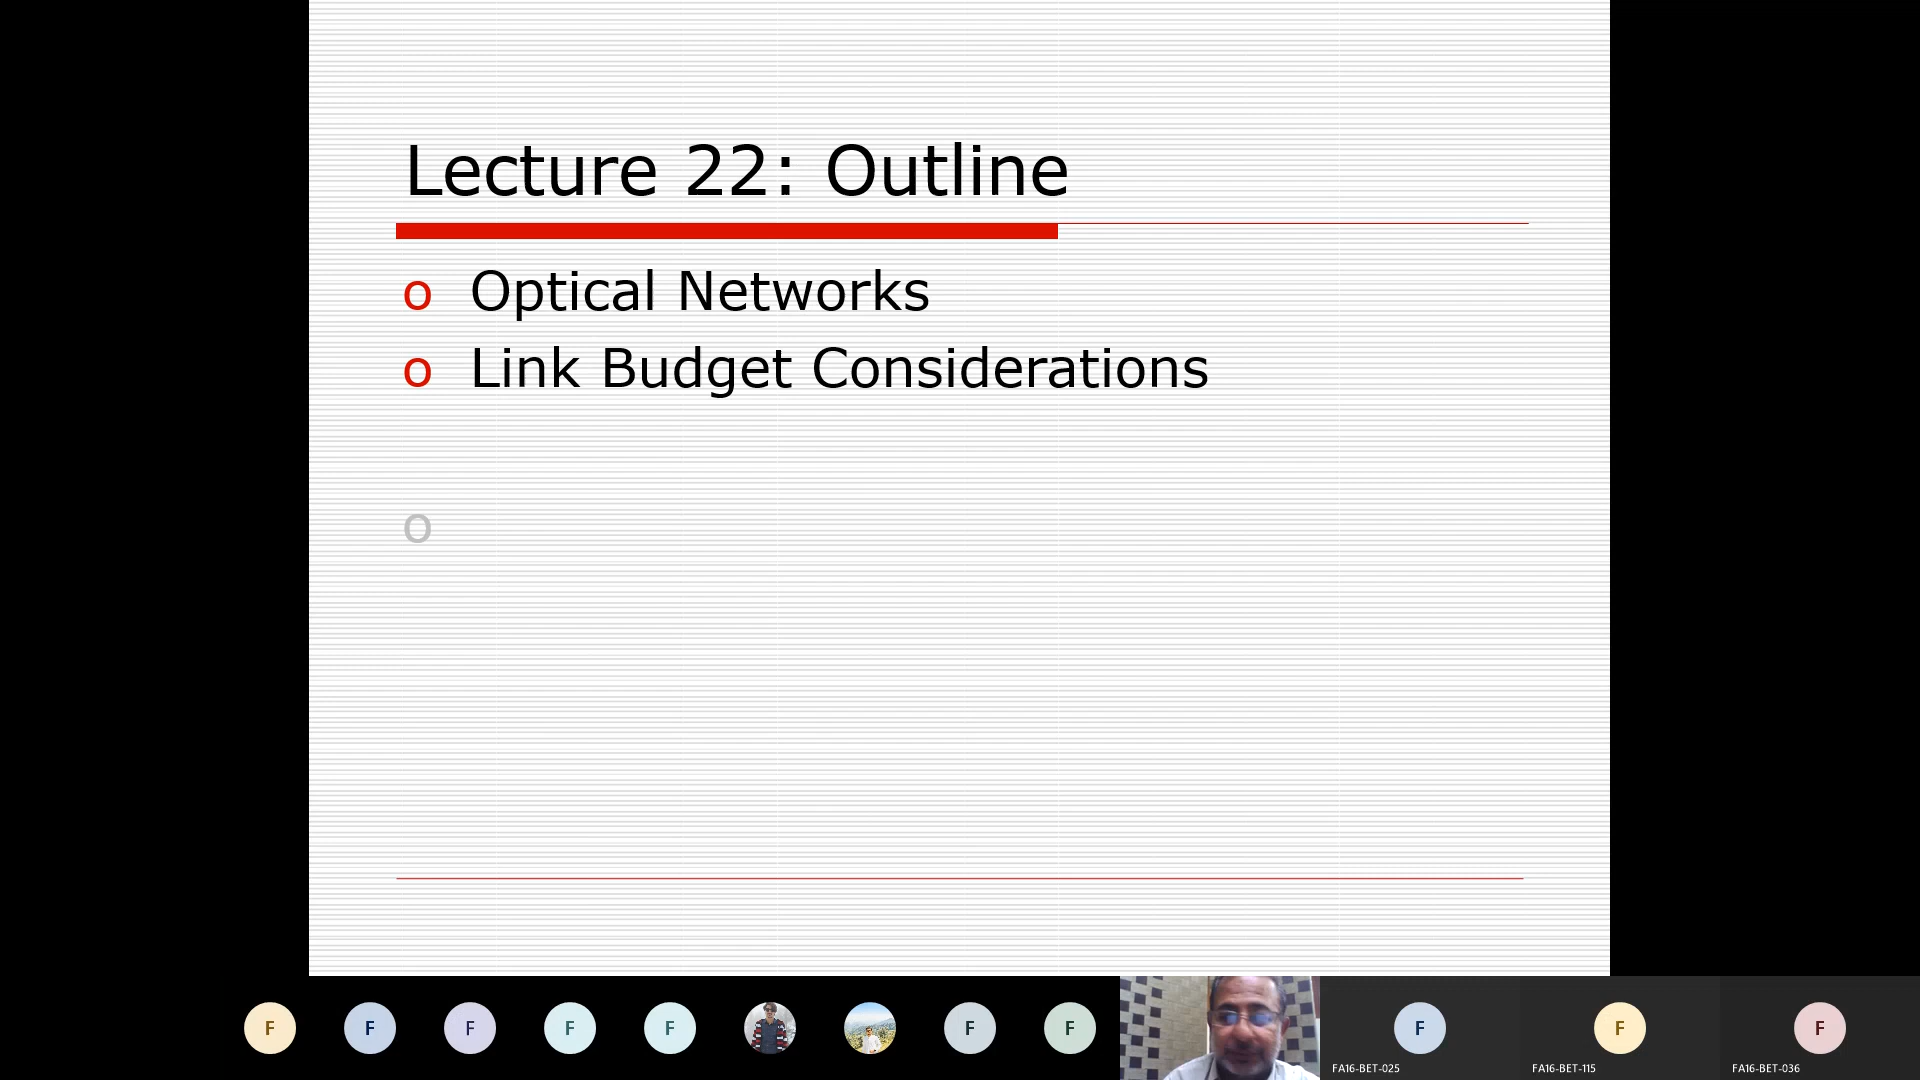 Lecture 22: Outline
o Optical Networks
o Link Budget Considerations
o
F
F
F
F
F
F
F
F
F
F
FA16-BET-025
FA16-BET-115
FA16-BET-036